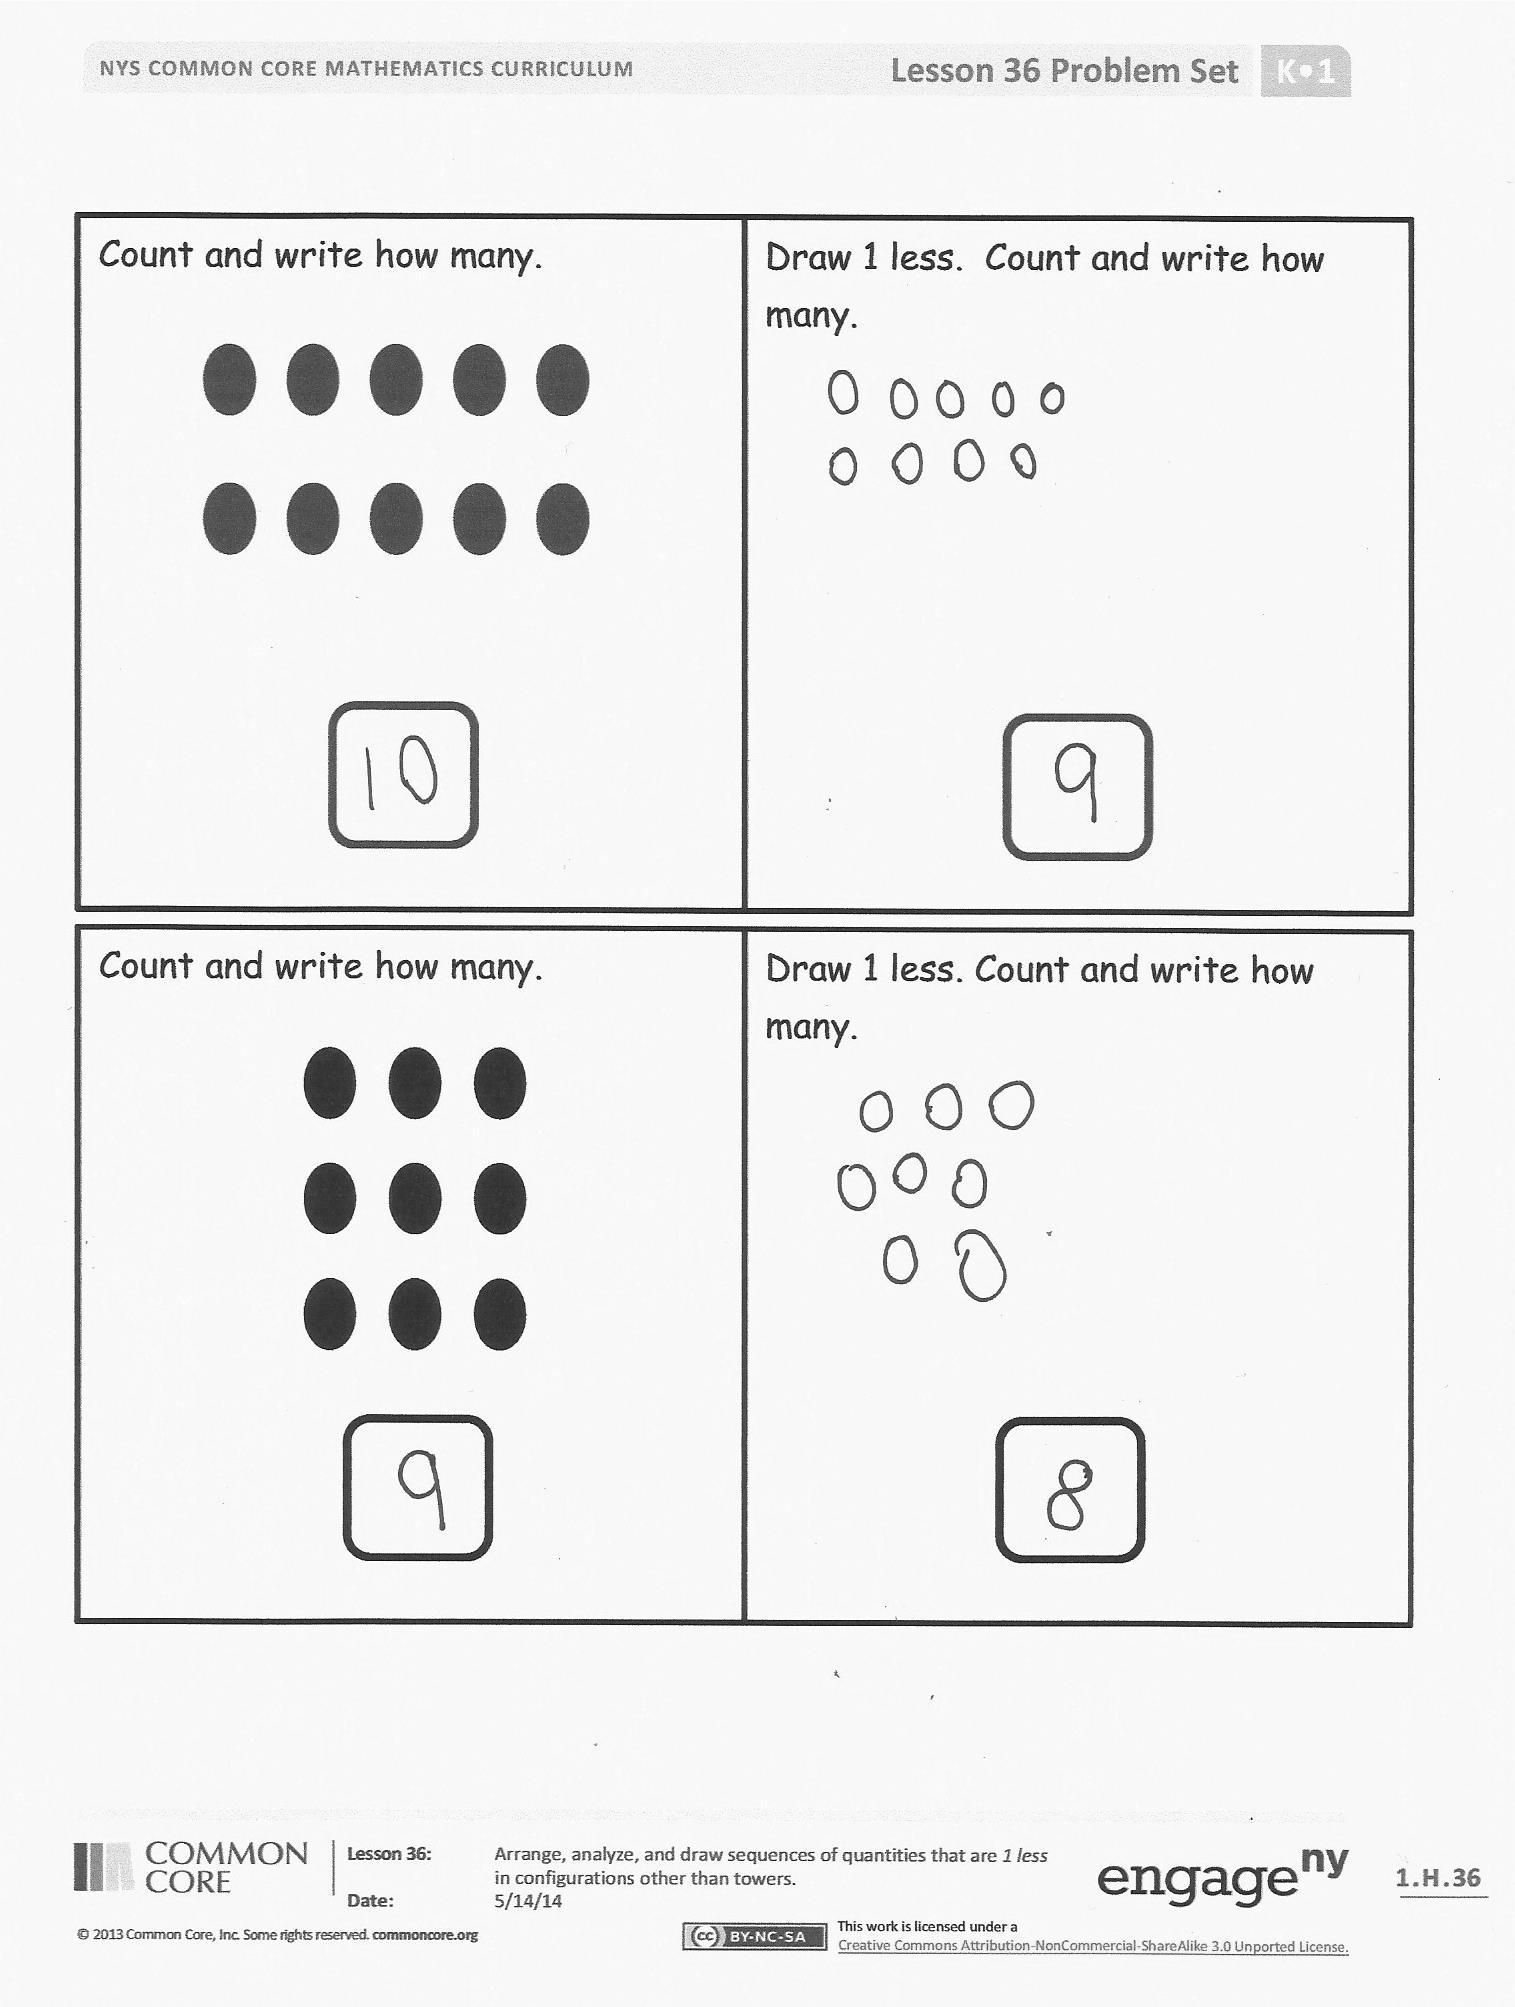 NYS COMMON CORE MATHEMATICS CURRICULUM
Lesson 36 Problem Set
K•1
Count and write how many.
10
Draw 1 less.  Count and write how
many.
9
Count and write how many.
9
Draw 1 less. Count and write how
many.
8
COMMON
CORE
Lesson 36:
Date:
Arrange, analyze, and draw sequences of quantities that are 1 less
in configurations other than towers.
5/14/14
engageny
1.H.36
© 2013 Common Core, Inc. Some rights reserved. commoncore.org
cc BY-NC-SA
This work is licensed under a
Creative Commons Attribution-NonCommercial-ShareAlike 3.0 Unported License.